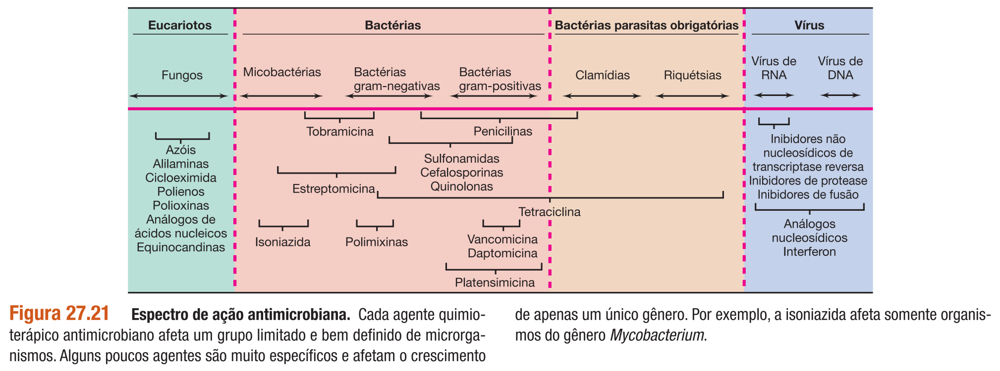 Eucariotos
Bactérias
Bactérias parasitas obrigatórias
Vírus
Fungos
Micobactérias
Bactérias
gram-negativas
Bactérias
gram-positivas
Clamídias
Riquétsias
Vírus de
RNA
Vírus de
DNA
Azóis
Alilaminas
Cicloeximida
Polienos
Polioxinas
Análogos de
ácidos nucleicos
Equinocandinas
Tobramicina
Penicilinas
Sulfonamidas
Cefalosporinas
Quinolonas
Estreptomicina
Tetraciclina
Isoniazida
Polimixinas
Vancomicina
Daptomicina
Platensimicina
Inibidores não
nucleosídicos de
transcriptase reversa
Inibidores de protease
Inibidores de fusão
Análogos
nucleosídicos
Interferon
Figura 27.21 Espectro de ação antimicrobiana. Cada agente quimio-
terápico antimicrobiano afeta um grupo limitado e bem definido de microrga-
nismos. Alguns poucos agentes são muito específicos e afetam o crescimento
de apenas um único gênero. Por exemplo, a isoniazida afeta somente organis-
mos do gênero Mycobacterium.